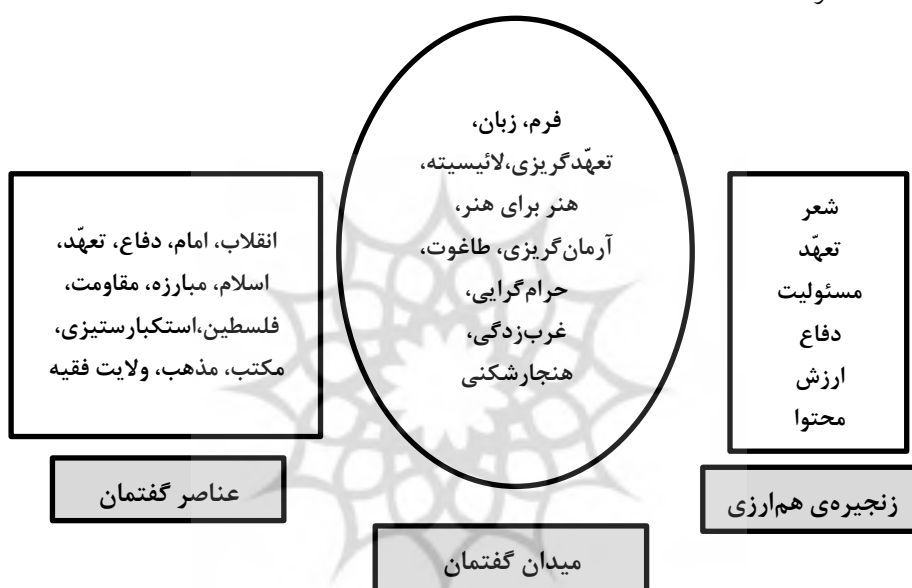 شعر
تعهّد
مسئولیت
دفاع
ارزش
محتوا
زنجیره‌ی هم‌ارزی
فرم، زبان،
تعهّدگریزی،لائیسیته،
هنر برای هنر،
آرمان‌گریزی، طاغوت،
حرام‌گرایی،
غرب‌زدگی،
هنجارشکنی
میدان گفتمان
انقلاب، امام، دفاع، تعهّد،
اسلام، مبارزه، مقاومت،
فلسطین،استکبارستیزی،
مکتب، مذهب، ولایت فقیه
عناصر گفتمان